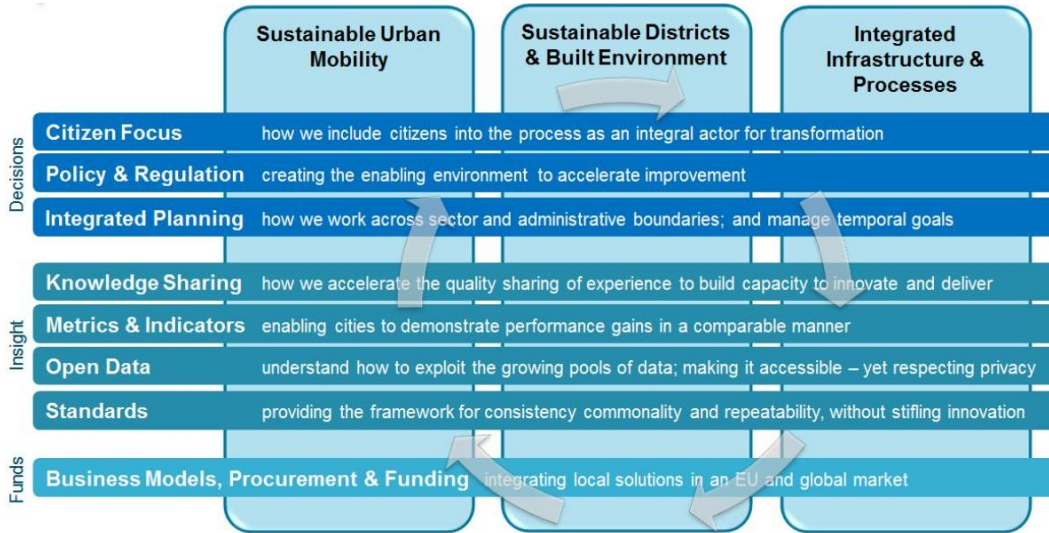 Sustainable Urban
Mobility
Sustainable Districts
& Built Environment
Integrated
Infrastructure &
Processes
Decisions
Citizen Focus how we include citizens into the process as an integral actor for transformation
Policy & Regulation creating the enabling environment to accelerate improvement
Integrated Planning how we work across sector and administrative boundaries; and manage temporal goals
Insight
Knowledge Sharing how we accelerate the quality sharing of experience to build capacity to innovate and deliver
Metrics & Indicators enabling cities to demonstrate performance gains in a comparable manner
Open Data understand how to exploit the growing pools of data; making it accessible – yet respecting privacy
Standards providing the framework for consistency commonality and repeatability, without stifling innovation
Funds
Business Models, Procurement & Funding integrating local solutions in an EU and global market